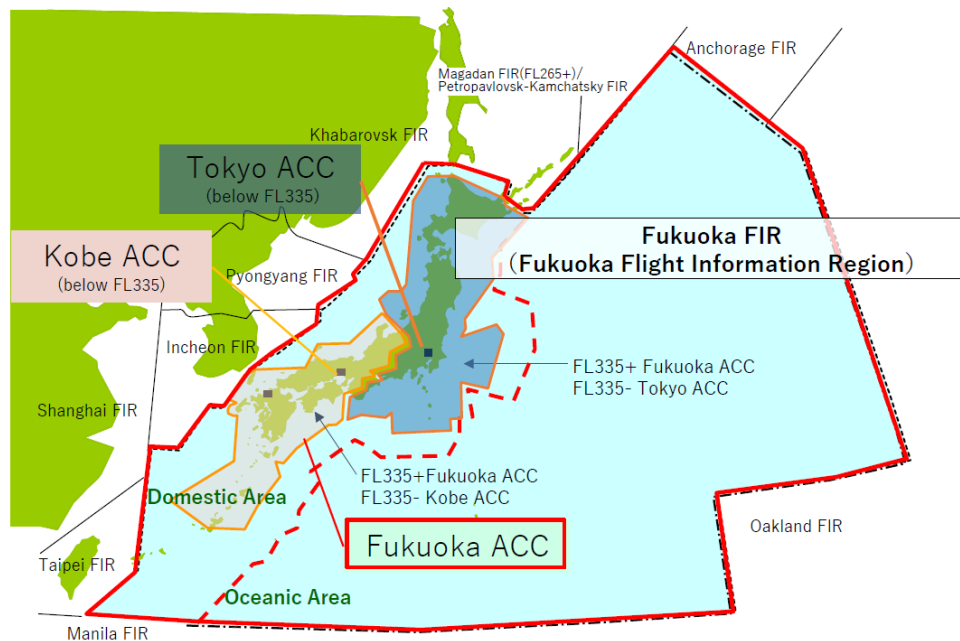 Anchorage FIR
Magadan FIR(FL265+)/
Petropavlovsk-Kamchatsky FIR
Khabarovsk FIR
Tokyo ACC
(below FL335)
Fukuoka FIR
(Fukuoka Flight Information Region)
Kobe ACC
(below FL335)
Pyongyang FIR
Incheon FIR
FL335+ Fukuoka ACC
FL335- Tokyo ACC
Shanghai FIR
FL335+Fukuoka ACC
FL335- Kobe ACC
Domestic Area
Oakland FIR
Fukuoka ACC
Taipei FIR
Oceanic Area
Manila FIR